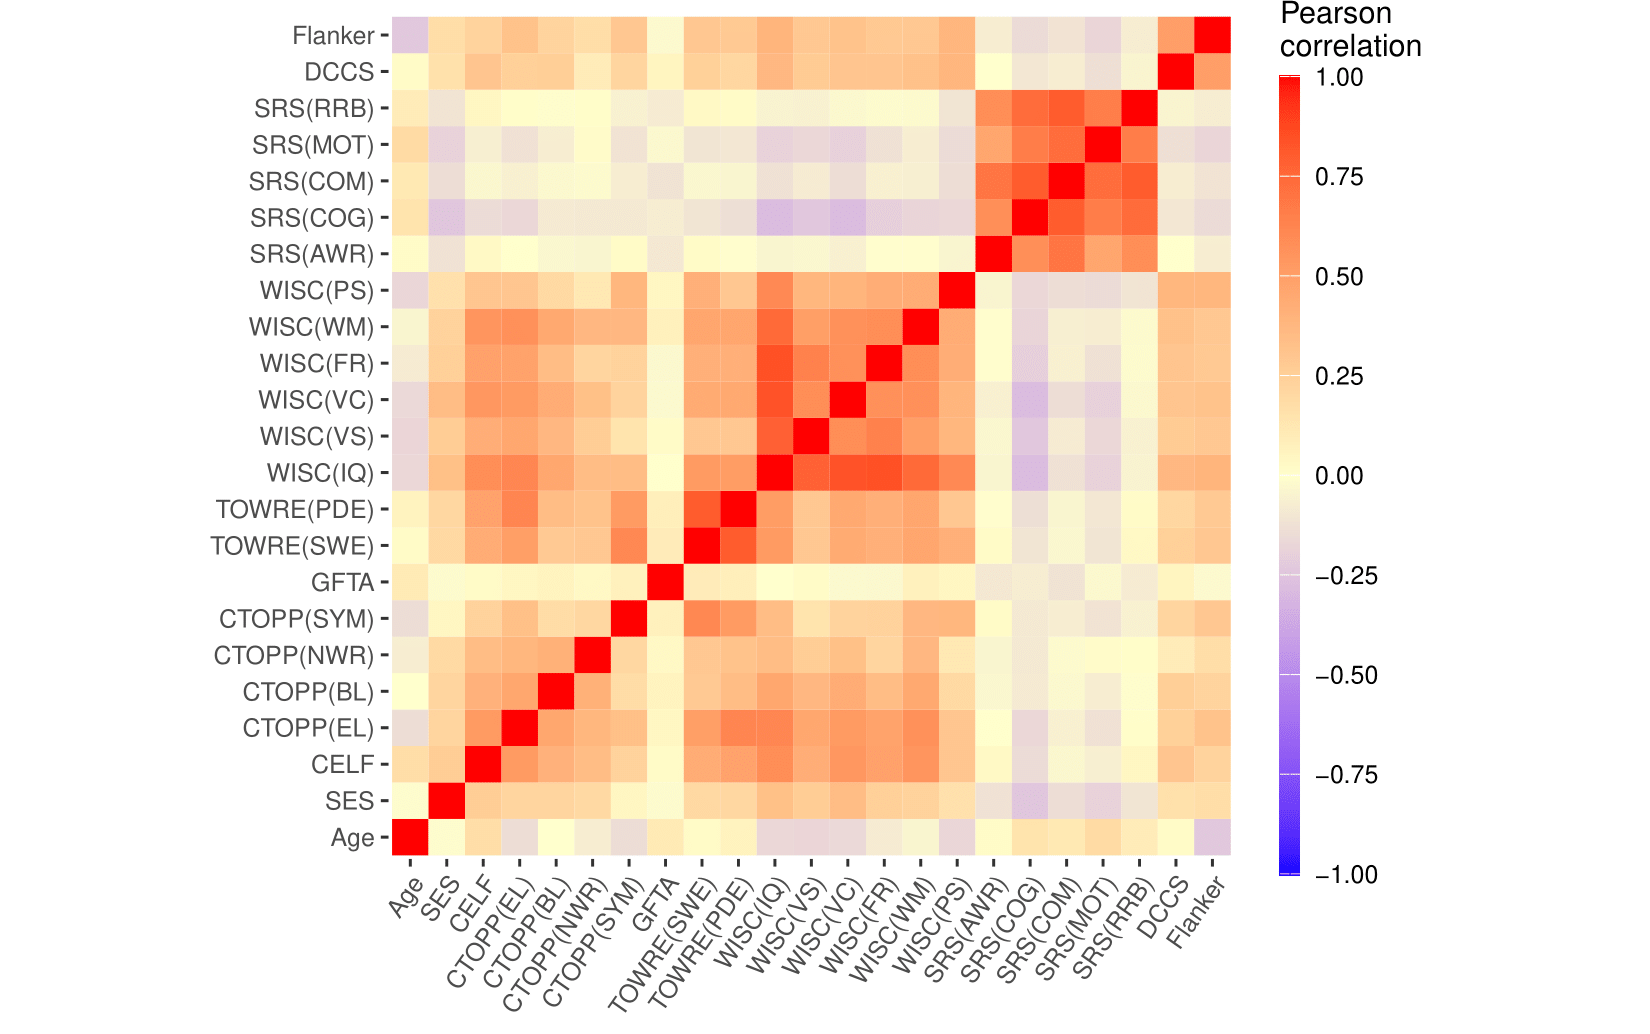 Pearson
correlation
Flanker
DCCS
SRS(RRB)
SRS(MOT)
SRS(COM)
SRS(COG)
SRS(AWR)
WISC(PS)
WISC(WM)
WISC(FR)
WISC(VC)
WISC(VS)
WISC(IQ)
TOWRE(PDE)
TOWRE(SWE)
GFTA
CTOPP(SYM)
CTOPP(NWR)
CTOPP(BL)
CTOPP(EL)
CELF
SES
Age
1.00
0.75
0.50
0.25
0.00
−0.25
−0.50
−0.75
−1.00
Age
SES
CELF
CTOPP(EL)
CTOPP(BL)
CTOPP(NWR)
CTOPP(SYM)
GFTA
TOWRE(SWE)
TOWRE(PDE)
WISC(IQ)
WISC(VS)
WISC(VC)
WISC(FR)
WISC(WM)
WISC(PS)
SRS(AWR)
SRS(COG)
SRS(COM)
SRS(MOT)
SRS(RRB)
DCCS
Flanker